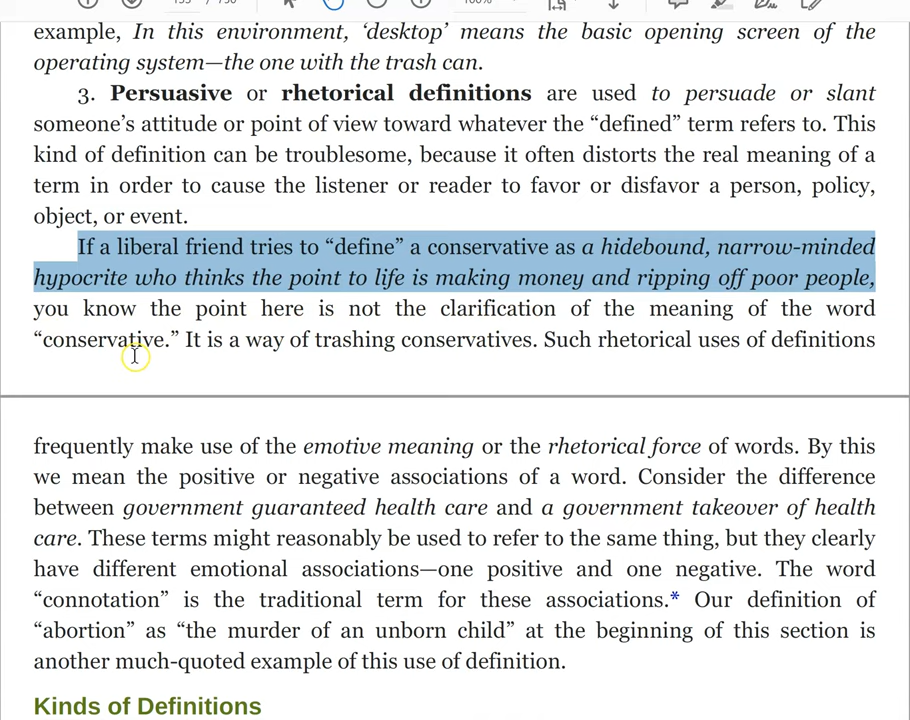 example, In this environment, ‘desktop’ means the basic opening screen of the
operating system—the one with the trash can.
3. Persuasive or rhetorical definitions are used to persuade or slant
someone’s attitude or point of view toward whatever the “defined” term refers to. This
kind of definition can be troublesome, because it often distorts the real meaning of a
term in order to cause the listener or reader to favor or disfavor a person, policy,
object, or event.
If a liberal friend tries to “define” a conservative as a hidebound, narrow-minded
hypocrite who thinks the point to life is making money and ripping off poor people,
you know the point here is not the clarification of the meaning of the word
“conservative.” It is a way of trashing conservatives. Such rhetorical uses of definitions
frequently make use of the emotive meaning or the rhetorical force of words. By this
we mean the positive or negative associations of a word. Consider the difference
between government guaranteed health care and a government takeover of health
care. These terms might reasonably be used to refer to the same thing, but they clearly
have different emotional associations—one positive and one negative. The word
“connotation” is the traditional term for these associations.* Our definition of
“abortion” as “the murder of an unborn child” at the beginning of this section is
another much-quoted example of this use of definition.
Kinds of Definitions